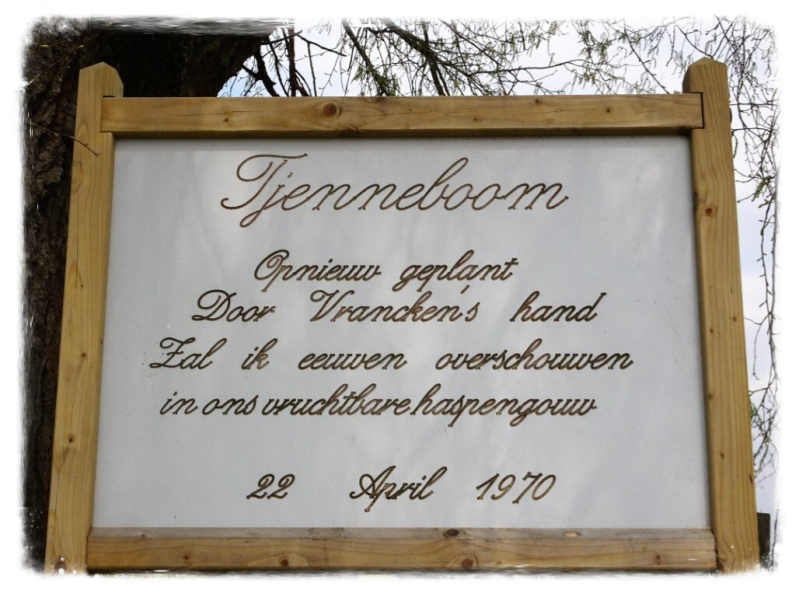 Tjenneboom
Opnieuw geplant
Door Vrancken's hand
Zal ik eeuwen overschouwen
in ons vruchtbare haspengouw
22 April 1970